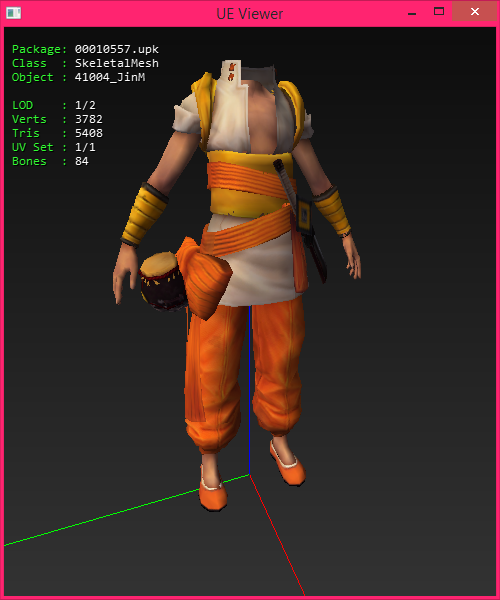 UE Viewer
Package: 00010557.upk
Class : SkeletalMesh
Object : 41004_JinM
LOD : 1/2
Verts : 3782
Tris : 5408
UV Set : 1/1
Bones : 84